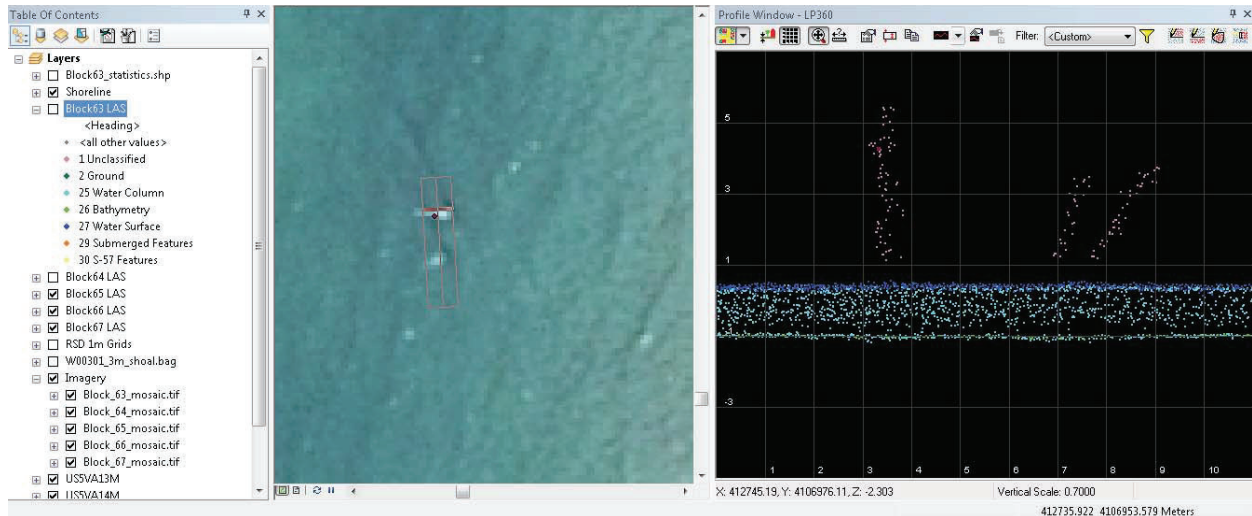 Table Of Contents
Layers
Block63_statistics.shp
Shoreline
Block63 LAS
<Heading>
<all other values>
1 Unclassified
2 Ground
25 Water Column
26 Bathymetry
27 Water Surface
29 Submerged Features
30 S-57 Features
Block64 LAS
Block65 LAS
Block66 LAS
Block67 LAS
RSD 1m Grids
W00301_3m_shoal.bag
Imagery
Block_63_mosaic.tif
Block_64_mosaic.tif
Block_65_mosaic.tif
Block_66_mosaic.tif
Block_67_mosaic.tif
US5VA13M
US5VA14M
Profile Window - LP360
Filter: <Custom>
5
3
1
-3
1 2 3 4 5 6 7 8 9 10
X: 412745.19, Y: 4106976.11, Z: -2.303 Vertical Scale: 0.7000
412735.922 4106953.579 Meters